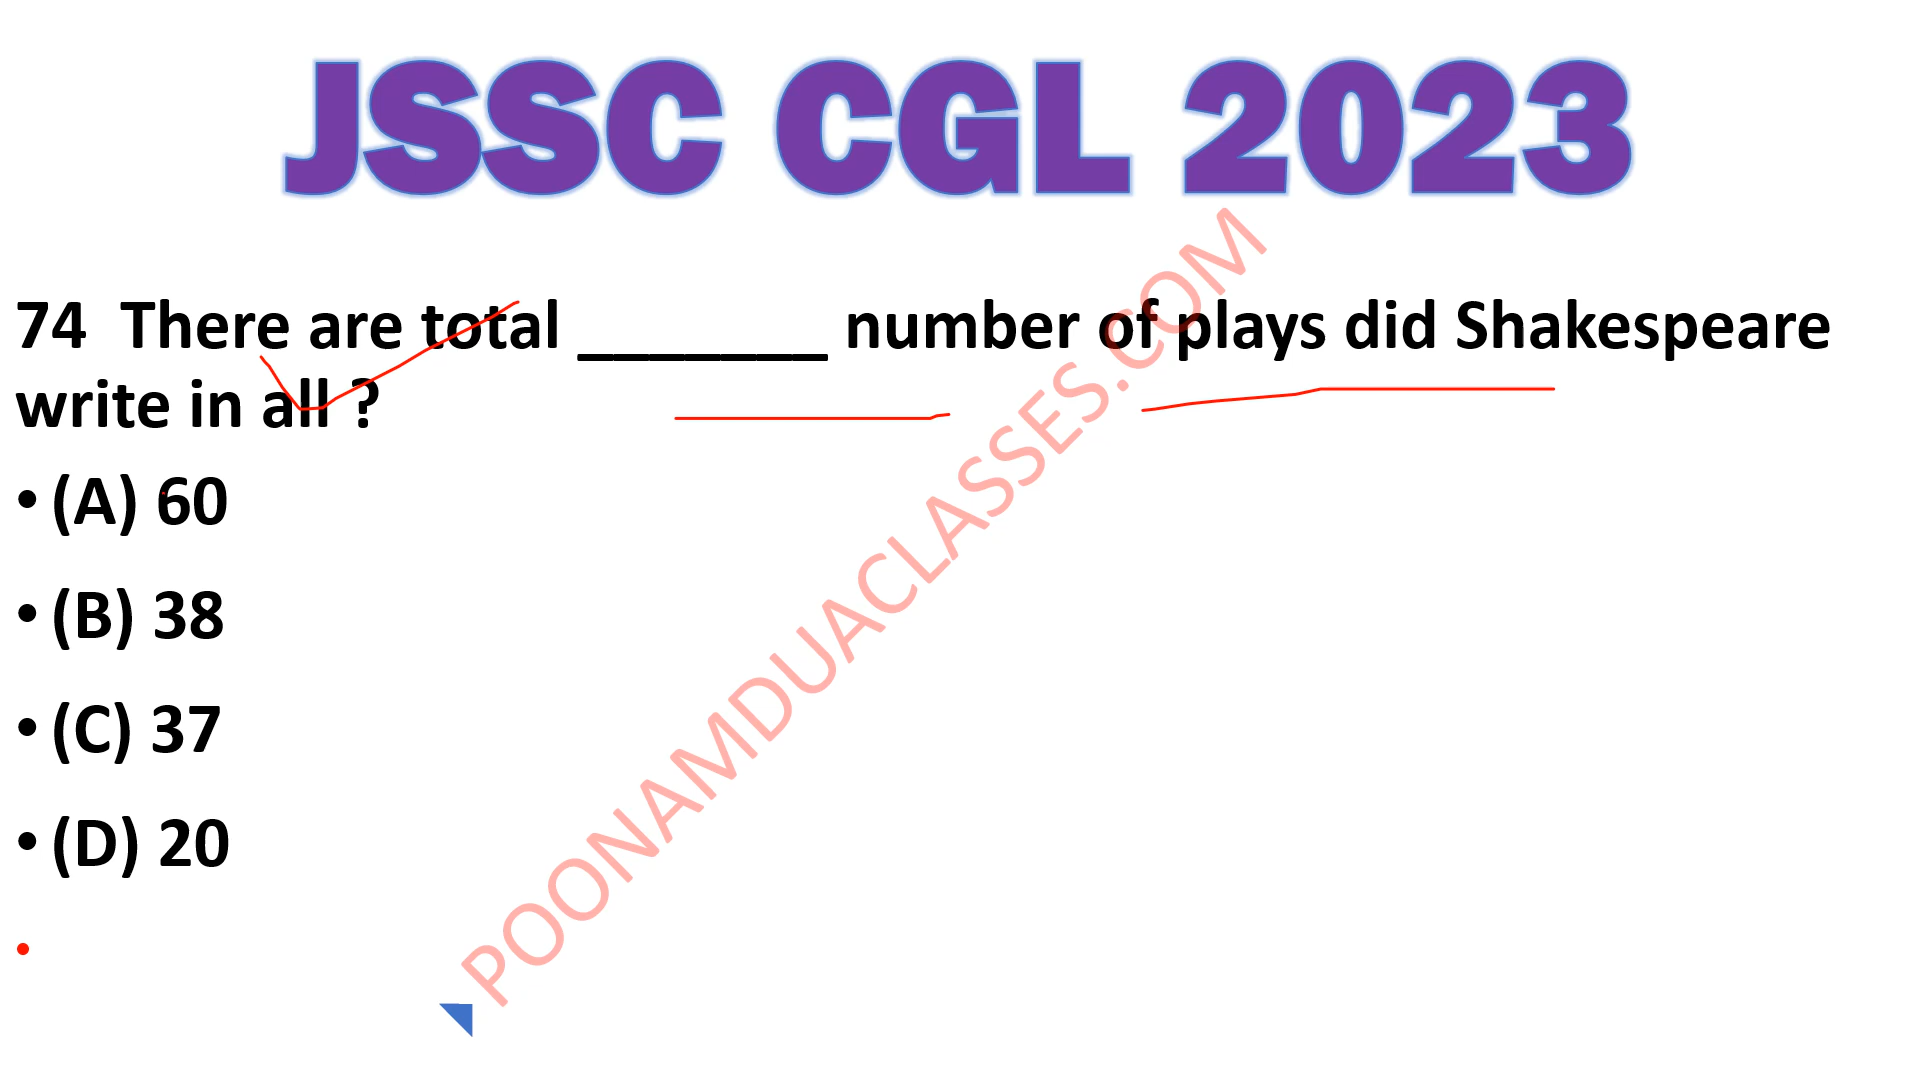 JSSC CGL 2023
74 There are total _______ number of plays did Shakespeare
write in all ?
• (A) 60
• (B) 38
• (C) 37
• (D) 20
•
POONAMDUACLASSES.COM